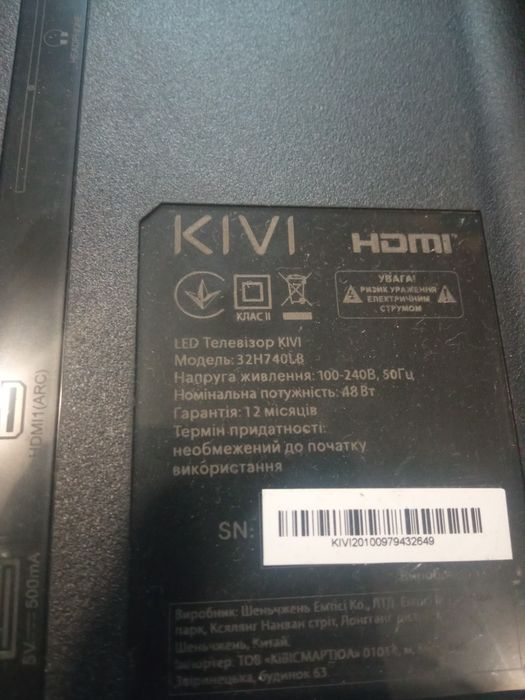 KIVI HDMI
КЛАС II
УВАГА!
РИЗИК УРАЖЕННЯ
ЕЛЕКТРИЧНИМ
СТРУМОМ
LED Телевізор KIVI
Модель: 32H740LB
Напруга живлення: 100-240В, 50Гц
Номінальна потужність: 48 Вт
Гарантія: 12 місяців
Термін придатності:
необмежений до початку
використання
SN:
KIVI20100979432649
Виробник: Шеньчжень Емтісі Ко., ЛТД.
парк, Ксялянг Нанван стріт, Лонгганг
Шеньчжень, Китай.
Імпортер: ТОВ «КІВІСМАРТЮА» 0101
Звіринецька, будинок 63
HDMI1(ARC)
5V 500mA